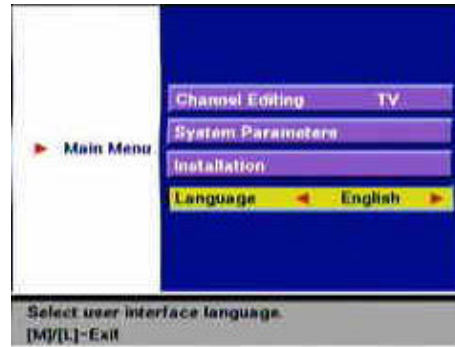 Main Menu
Channel Editing TV
System Parameters
Installation
Language English
Select user interface language.
[M]/[L]-Exit